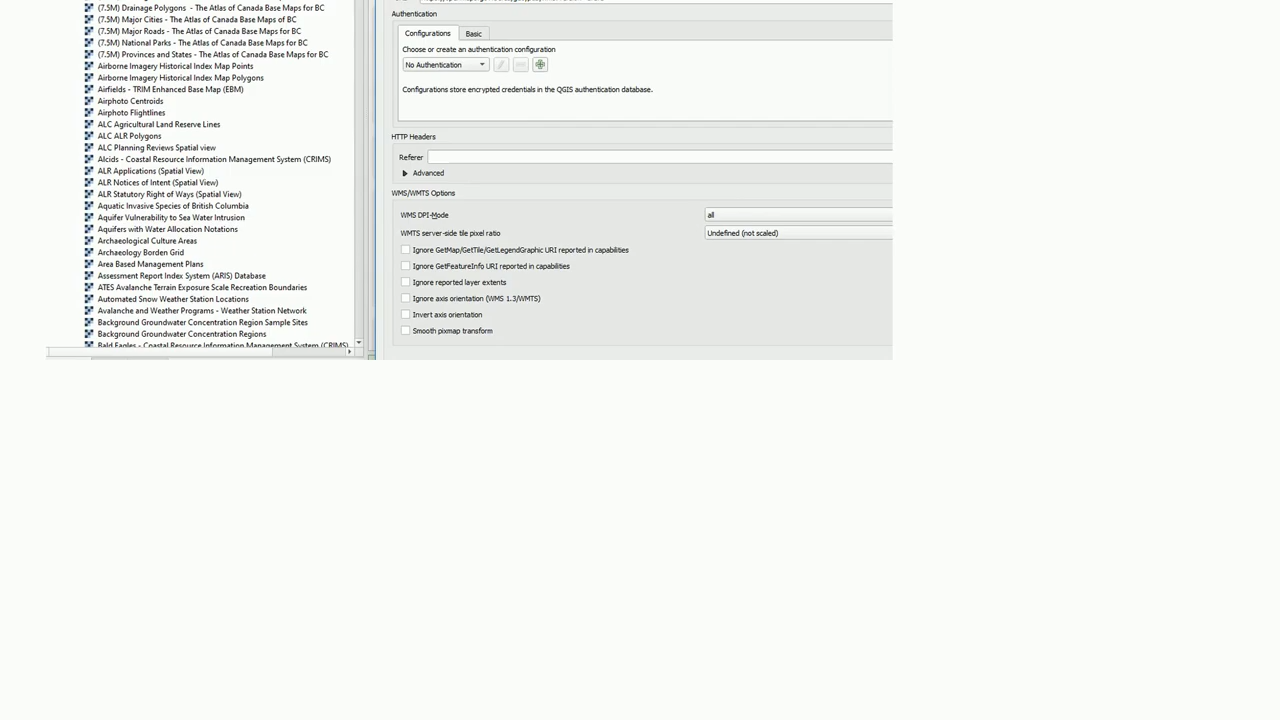 (7.5M) Drainage Polygons - The Atlas of Canada Base Maps for BC
(7.5M) Major Cities - The Atlas of Canada Base Maps of BC
(7.5M) Major Roads - The Atlas of Canada Base Maps for BC
(7.5M) National Parks - The Atlas of Canada Base Maps for BC
(7.5M) Provinces and States - The Atlas of Canada Base Maps for BC
Airborne Imagery Historical Index Map Points
Airborne Imagery Historical Index Map Polygons
Airfields - TRIM Enhanced Base Map (EBM)
Airphoto Centroids
Airphoto Flightlines
ALC Agricultural Land Reserve Lines
ALC ALR Polygons
ALC Planning Reviews Spatial view
Alcids - Coastal Resource Information Management System (CRIMS)
ALR Applications (Spatial View)
ALR Notices of Intent (Spatial View)
ALR Statutory Right of Ways (Spatial View)
Aquatic Invasive Species of British Columbia
Aquifer Vulnerability to Sea Water Intrusion
Aquifers with Water Allocation Notations
Archaeological Culture Areas
Archaeology Borden Grid
Area Based Management Plans
Assessment Report Index System (ARIS) Database
ATES Avalanche Terrain Exposure Scale Recreation Boundaries
Automated Snow Weather Station Locations
Avalanche and Weather Programs - Weather Station Network
Background Groundwater Concentration Region Sample Sites
Background Groundwater Concentration Regions
Bald Eagles - Coastal Resource Information Management System (CRIMS)
Authentication
Configurations
Basic
Choose or create an authentication configuration
No Authentication
Configurations store encrypted credentials in the QGIS authentication database.
HTTP Headers
Referer
Advanced
WMS/WMTS Options
WMS DPI-Mode
all
WMTS server-side tile pixel ratio
Undefined (not scaled)
Ignore GetMap/GetTile/GetLegendGraphic URI reported in capabilities
Ignore GetFeatureInfo URI reported in capabilities
Ignore reported layer extents
Ignore axis orientation (WMS 1.3/WMTS)
Invert axis orientation
Smooth pixmap transform